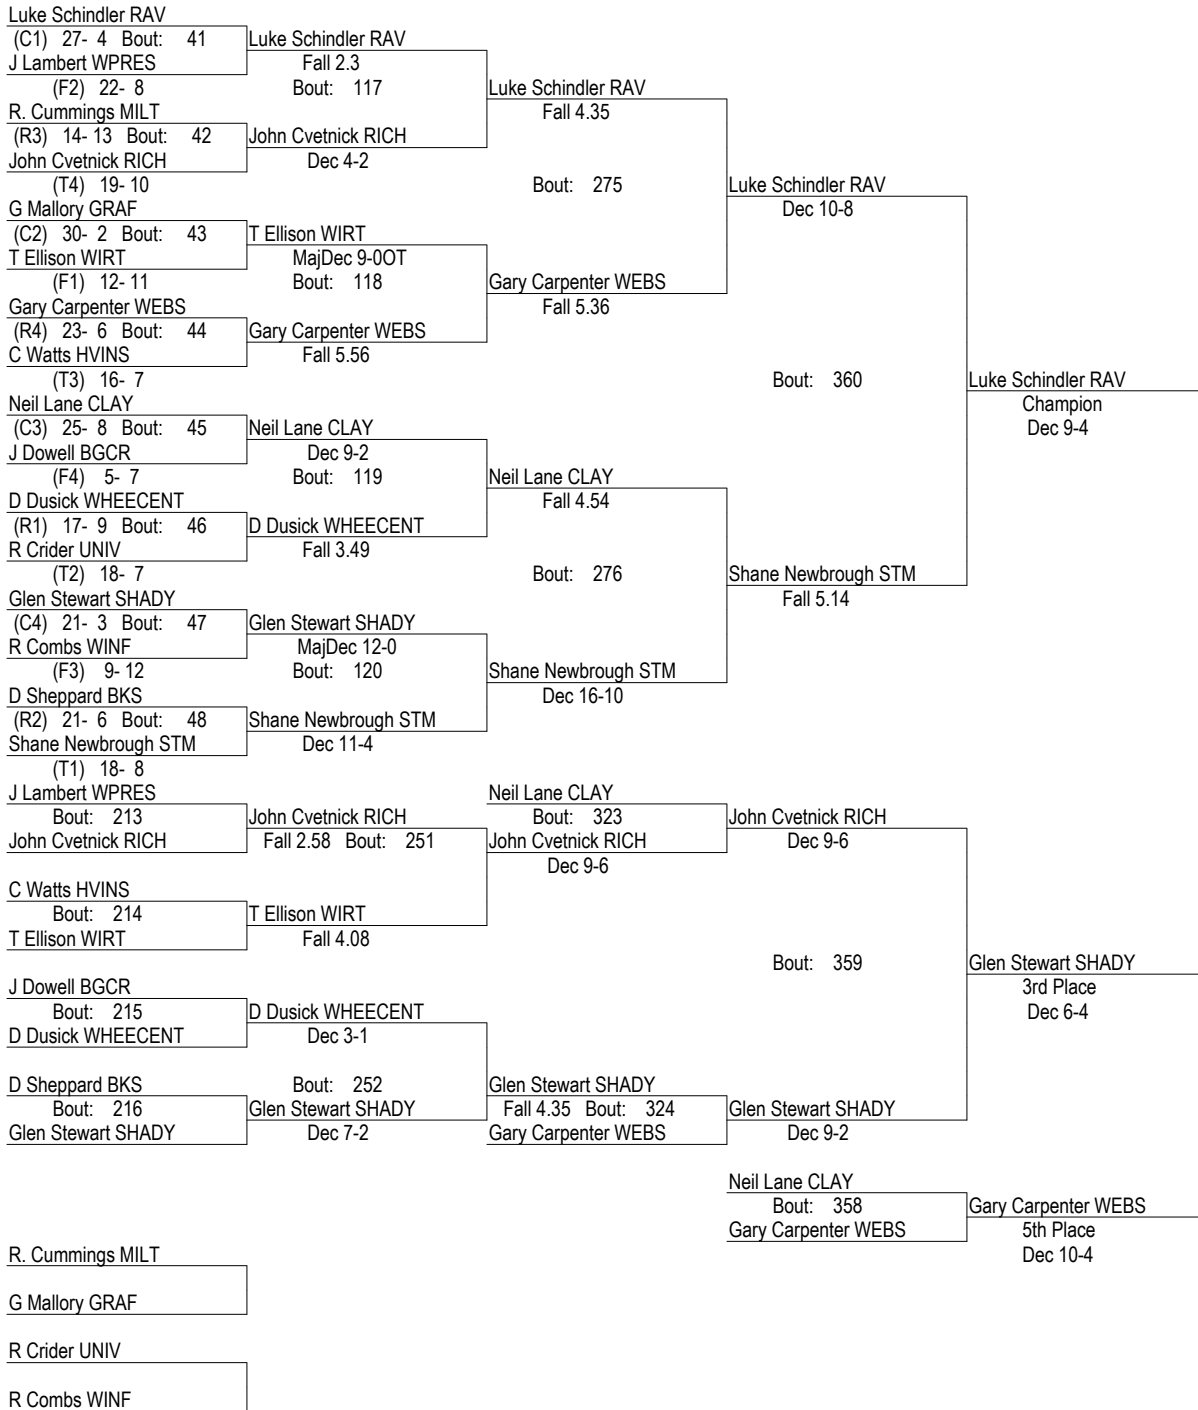 Luke Schindler RAV
(C1) 27- 4 Bout: 41 Luke Schindler RAV
J Lambert WPRES Fall 2.3
(F2) 22- 8 Bout: 117 Luke Schindler RAV
R. Cummings MILT Fall 4.35
(R3) 14- 13 Bout: 42 John Cvetnick RICH
John Cvetnick RICH Dec 4-2
(T4) 19- 10 Bout: 275 Luke Schindler RAV
G Mallory GRAF Dec 10-8
(C2) 30- 2 Bout: 43 T Ellison WIRT
T Ellison WIRT MajDec 9-0OT
(F1) 12- 11 Bout: 118 Gary Carpenter WEBS
Gary Carpenter WEBS Fall 5.36
(R4) 23- 6 Bout: 44 Gary Carpenter WEBS
C Watts HVINS Fall 5.56
(T3) 16- 7 Bout: 360 Luke Schindler RAV
Neil Lane CLAY Champion
(C3) 25- 8 Bout: 45 Neil Lane CLAY Dec 9-4
J Dowell BGCR Dec 9-2
(F4) 5- 7 Bout: 119 Neil Lane CLAY
D Dusick WHEECENT Fall 4.54
(R1) 17- 9 Bout: 46 D Dusick WHEECENT
R Crider UNIV Fall 3.49
(T2) 18- 7 Bout: 276 Shane Newbrough STM
Glen Stewart SHADY Fall 5.14
(C4) 21- 3 Bout: 47 Glen Stewart SHADY
R Combs WINF MajDec 12-0
(F3) 9- 12 Bout: 120 Shane Newbrough STM
D Sheppard BKS Dec 16-10
(R2) 21- 6 Bout: 48 Shane Newbrough STM
Shane Newbrough STM Dec 11-4
(T1) 18- 8
J Lambert WPRES Neil Lane CLAY
Bout: 213 John Cvetnick RICH Bout: 323 John Cvetnick RICH
John Cvetnick RICH Fall 2.58 Bout: 251 John Cvetnick RICH Dec 9-6
Dec 9-6
C Watts HVINS
Bout: 214 T Ellison WIRT
T Ellison WIRT Fall 4.08
Bout: 359 Glen Stewart SHADY
J Dowell BGCR 3rd Place
Bout: 215 D Dusick WHEECENT Dec 6-4
D Dusick WHEECENT Dec 3-1
D Sheppard BKS Bout: 252 Glen Stewart SHADY
Bout: 216 Glen Stewart SHADY Fall 4.35 Bout: 324 Glen Stewart SHADY
Glen Stewart SHADY Dec 7-2 Gary Carpenter WEBS Dec 9-2
Neil Lane CLAY
Bout: 358 Gary Carpenter WEBS
Gary Carpenter WEBS 5th Place
R. Cummings MILT Dec 10-4
G Mallory GRAF
R Crider UNIV
R Combs WINF